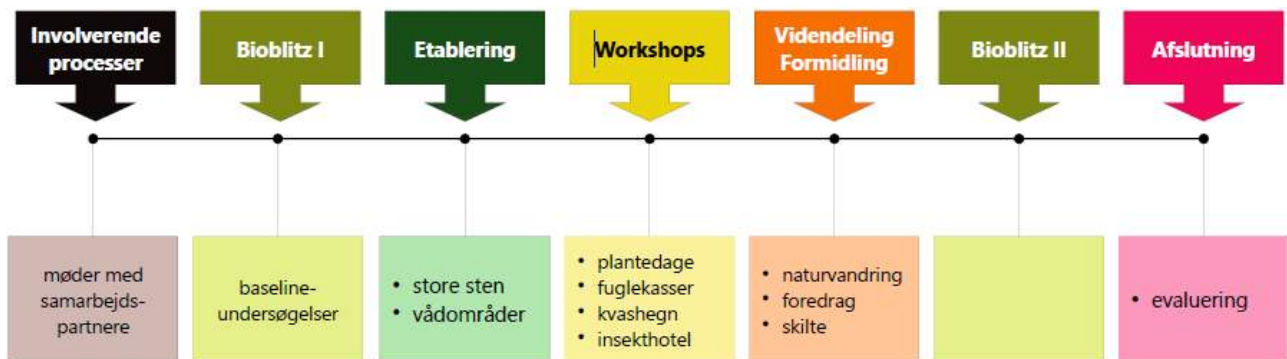 Involverende
processer
Bioblitz I
Etablering
Workshops
Videndeling
Formidling
Bioblitz II
Afslutning
møder med
samarbejds-
partnere
baseline-
undersøgelser
• store sten
• vådområder
• plantedage
• fuglekasser
• kvashegn
• insekthotel
• naturvandring
• foredrag
• skilte
• evaluering